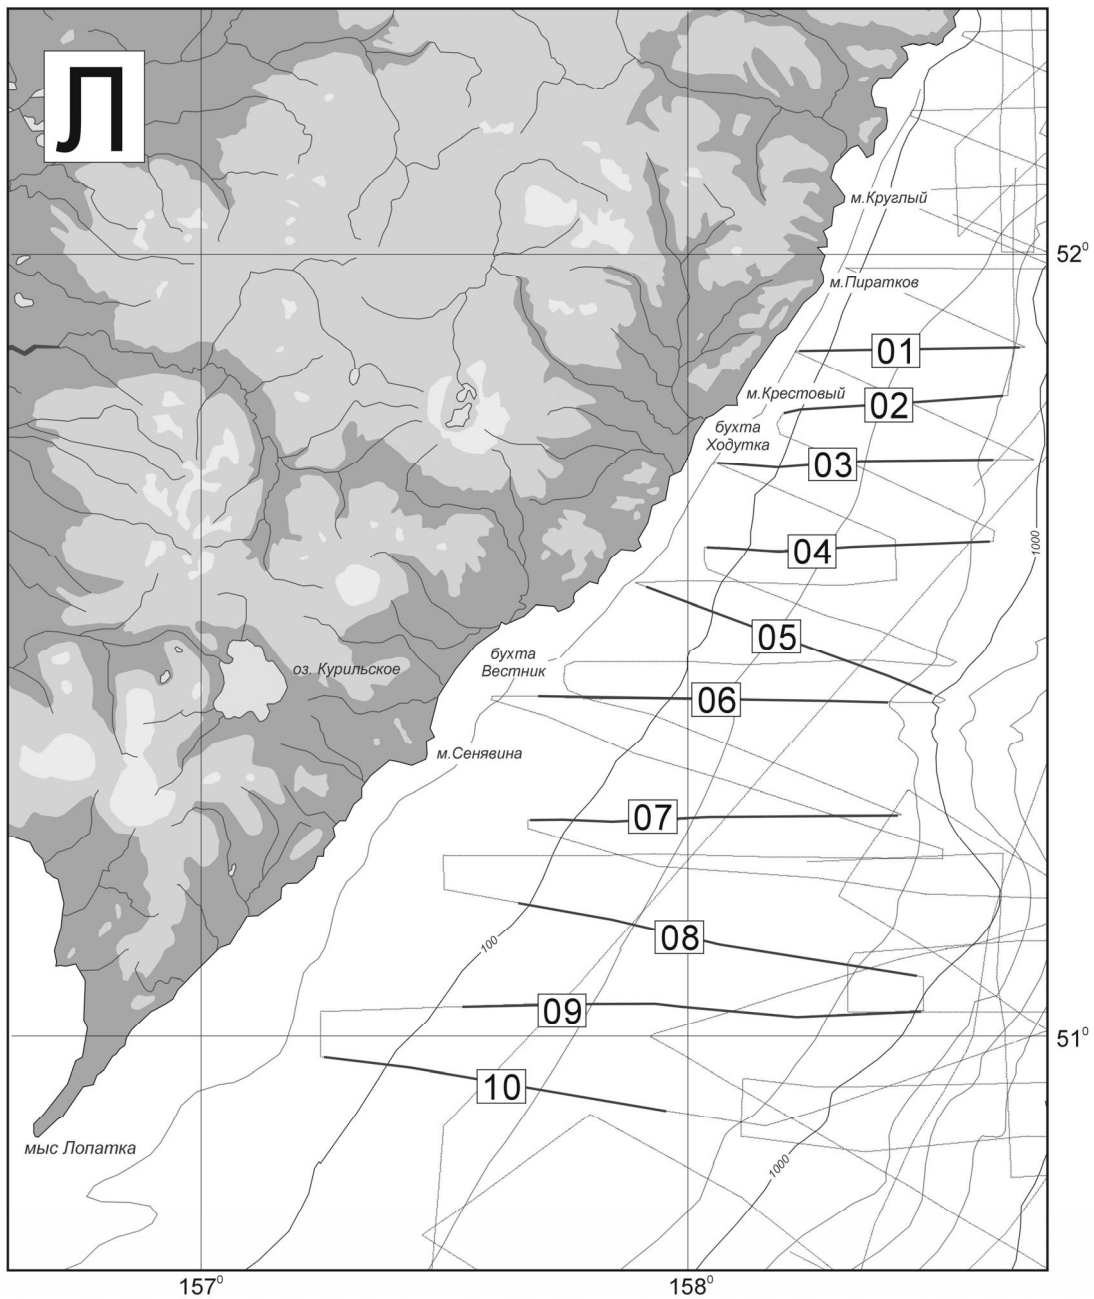 Л
м.Круглый
52⁰
м.Пиратков
01
м.Крестовый
02
бухта
Ходутка
03
04
1000
05
бухта
Вестник
оз. Курильское
06
м.Сенявина
07
08
100
09
51⁰
10
мыс Лопатка
1000
157⁰
158⁰